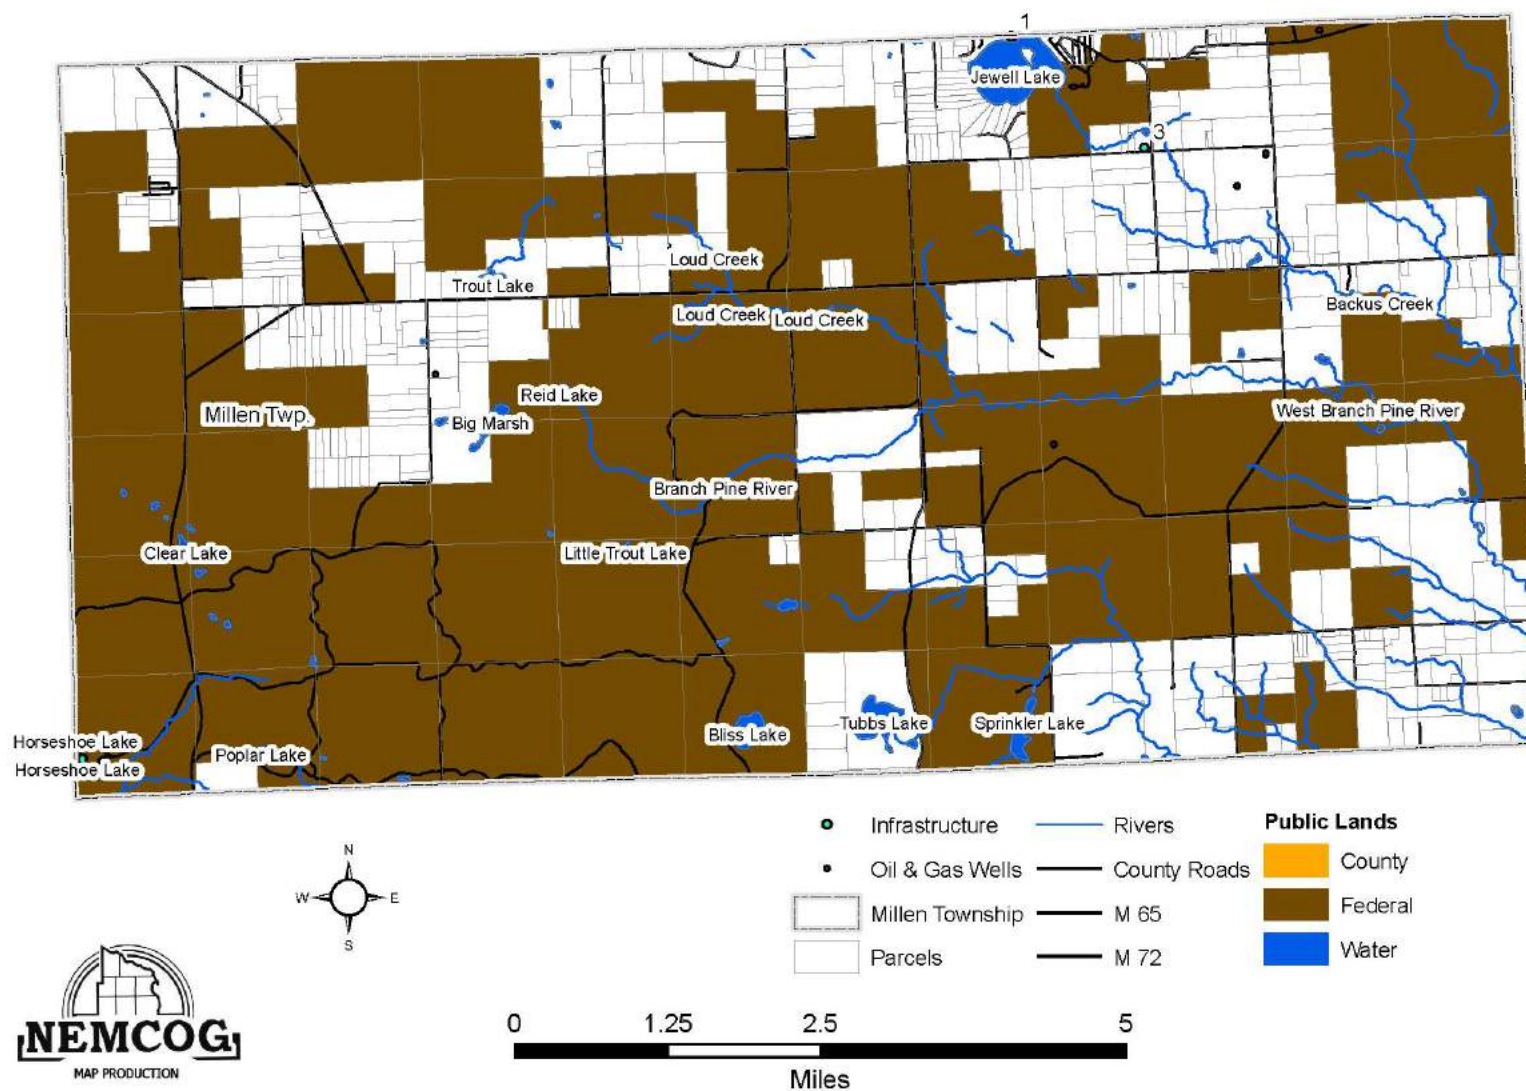 1
Jewell Lake
3
Loud Creek
Trout Lake
Loud Creek
Loud Creek
Backus Creek
Reid Lake
Millen Twp.
Big Marsh
West Branch Pine River
Branch Pine River
Clear Lake
Little Trout Lake
Horseshoe Lake
Horseshoe Lake
Poplar Lake
Bliss Lake
Tubbs Lake
Sprinkler Lake
Infrastructure
Oil & Gas Wells
Millen Township
Parcels
Rivers
County Roads
M 65
M 72
Public Lands
County
Federal
Water
N
W
E
S
NEMCOG
MAP PRODUCTION
0 1.25 2.5 5
Miles